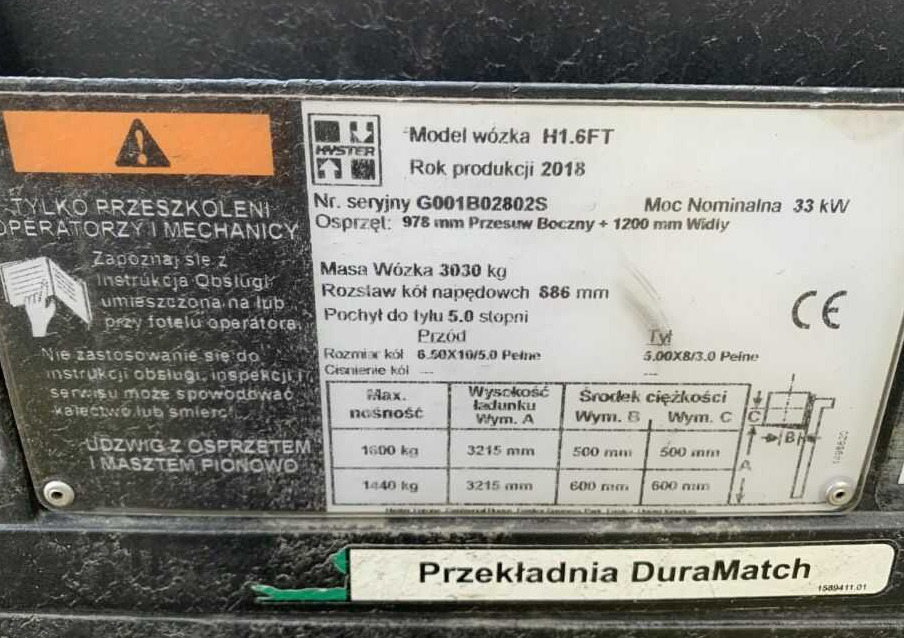 HYSTER
Model wózka H1.6FT
Rok produkcji 2018
Nr. seryjny G001B02802S Moc Nominalna 33 kW
Osprzęt: 978 mm Przesuw Boczny + 1200 mm Widly
Masa Wózka 3030 kg
Rozstaw kół napędowch 886 mm
Pochył do tyłu 5.0 stopni
Przód Tył
Rozmiar kół 6.50X10/5.0 Pełne 5.00X8/3.0 Pełne
Cisnienie kół --- ---
Max. nośność Wysokość ładunku Wym. A Środek ciężkości Wym. B Wym. C
1600 kg 3215 mm 500 mm 500 mm
1440 kg 3215 mm 600 mm 600 mm
C
B
A
CE
TYLKO PRZESZKOLENI
OPERATORZY I MECHANICY
Zapoznaj się z
Instrukcja Obsługi
umieszczoną na lub
przy fotelu operatora.
Nie zastosowanie się do
instrukcji obsługi, inspekcji i
serwisu może spowodować
kalectwo lub śmierć!
UDZWIG Z OSPRZĘTEM
I MASZTEM PIONOWO
Przekładnia DuraMatch
1589411.01